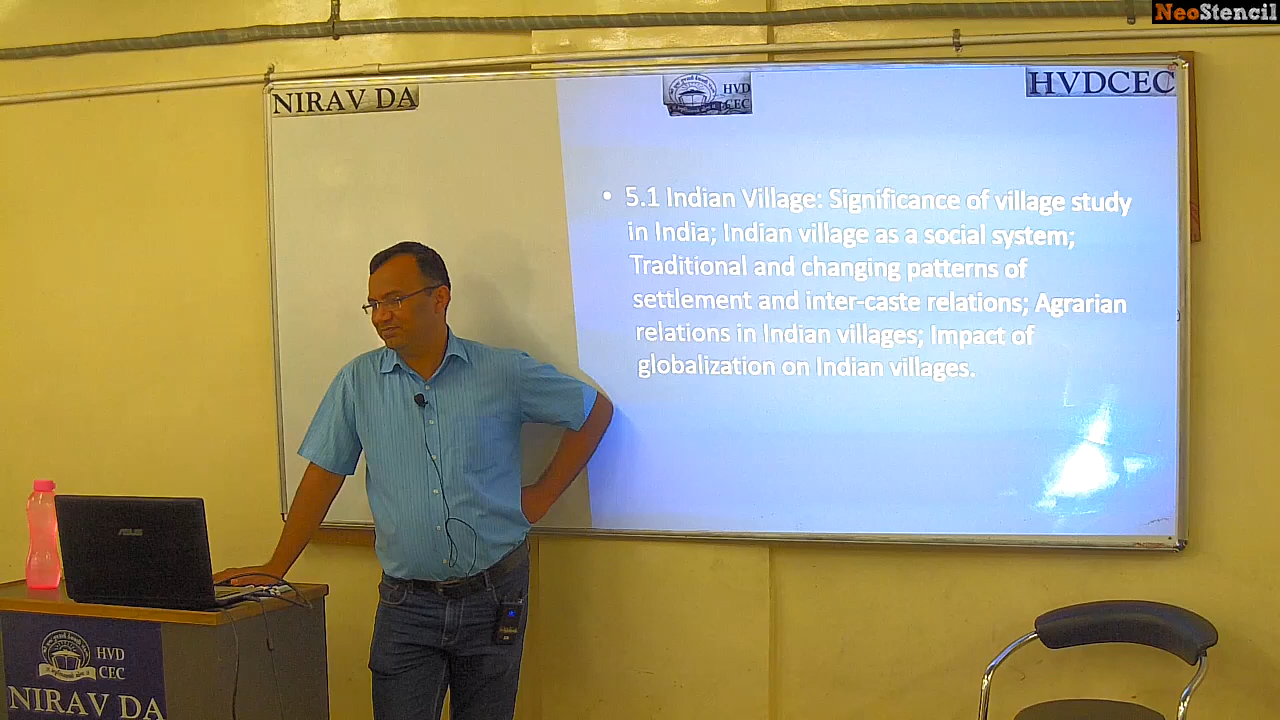 NeoStencil
NIRAV DA
HVD
CEC
HVDCEC
• 5.1 Indian Village: Significance of village study
in India; Indian village as a social system;
Traditional and changing patterns of
settlement and inter-caste relations; Agrarian
relations in Indian villages; Impact of
globalization on Indian villages.
ASUS
HVD
CEC
NIRAV DA